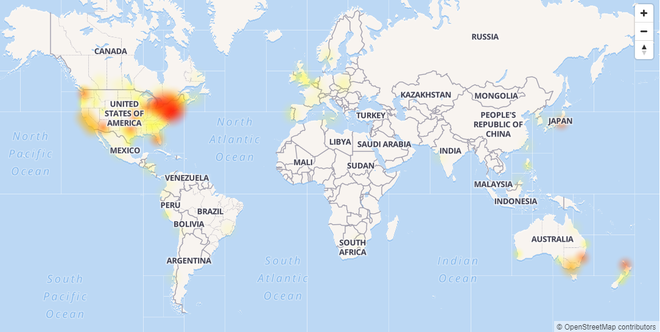 +
−
RUSSIA
CANADA
KAZAKHSTAN
MONGOLIA
UNITED
STATES OF
AMERICA
North
Pacific
Ocean
North
Atlantic
Ocean
TURKEY
PEOPLE'S
REPUBLIC OF
CHINA
JAPAN
LIBYA
SAUDI ARABIA
MEXICO
INDIA
MALI
SUDAN
VENEZUELA
MALAYSIA
INDONESIA
PERU
BRAZIL
BOLIVIA
SOUTH
AFRICA
AUSTRALIA
ARGENTINA
South
Pacific
Ocean
South
Atlantic
Ocean
Indian
Ocean
© OpenStreetMap contributors